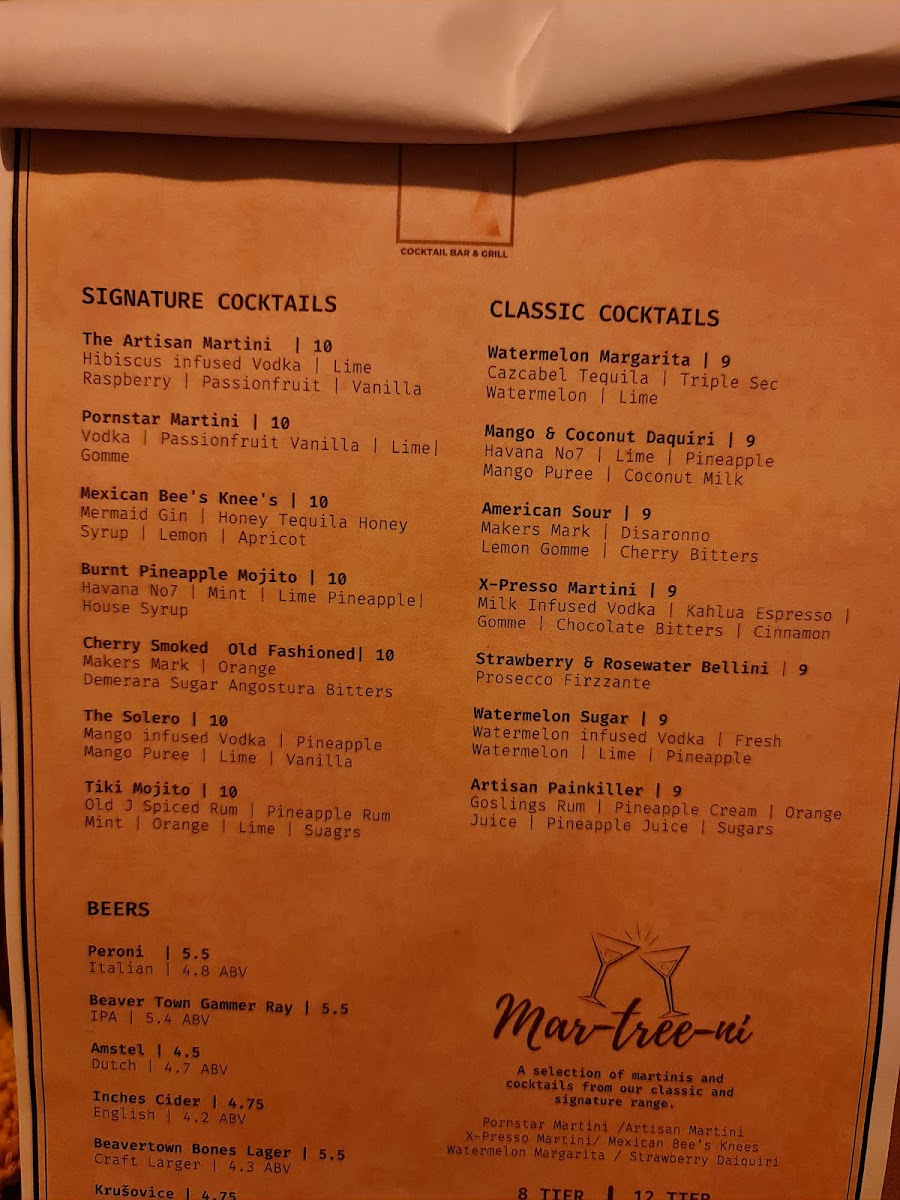 COCKTAIL BAR & GRILL
SIGNATURE COCKTAILS
The Artisan Martini | 10
Hibiscus infused Vodka | Lime
Raspberry | Passionfruit | Vanilla
Pornstar Martini | 10
Vodka | Passionfruit Vanilla | Lime|
Gomme
Mexican Bee's Knee's | 10
Mermaid Gin | Honey Tequila Honey
Syrup | Lemon | Apricot
Burnt Pineapple Mojito | 10
Havana No7 | Mint | Lime Pineapple|
House Syrup
Cherry Smoked Old Fashioned| 10
Makers Mark | Orange
Demerara Sugar Angostura Bitters
The Solero | 10
Mango infused Vodka | Pineapple
Mango Puree | Lime | Vanilla
Tiki Mojito | 10
Old J Spiced Rum | Pineapple Rum
Mint | Orange | Lime | Suagrs
CLASSIC COCKTAILS
Watermelon Margarita | 9
Cazcabel Tequila | Triple Sec
Watermelon | Lime
Mango & Coconut Daquiri | 9
Havana No7 | Lime | Pineapple
Mango Puree | Coconut Milk
American Sour | 9
Makers Mark | Disaronno
Lemon Gomme | Cherry Bitters
X-Presso Martini | 9
Milk Infused Vodka | Kahlua Espresso |
Gomme | Chocolate Bitters | Cinnamon
Strawberry & Rosewater Bellini | 9
Prosecco Firzzante
Watermelon Sugar | 9
Watermelon infused Vodka | Fresh
Watermelon | Lime | Pineapple
Artisan Painkiller | 9
Goslings Rum | Pineapple Cream | Orange
Juice | Pineapple Juice | Sugars
BEERS
Peroni | 5.5
Italian | 4.8 ABV
Beaver Town Gammer Ray | 5.5
IPA | 5.4 ABV
Amstel | 4.5
Dutch | 4.7 ABV
Inches Cider | 4.75
English | 4.2 ABV
Beavertown Bones Lager | 5.5
Craft Larger | 4.3 ABV
Krušovice | 4.75
Mar-tree-ni
A selection of martinis and
cocktails from our classic and
signature range.
Pornstar Martini /Artisan Martini
X-Presso Martini/ Mexican Bee's Knees
Watermelon Margarita / Strawberry Daiquiri
8 TIER | 12 TIER